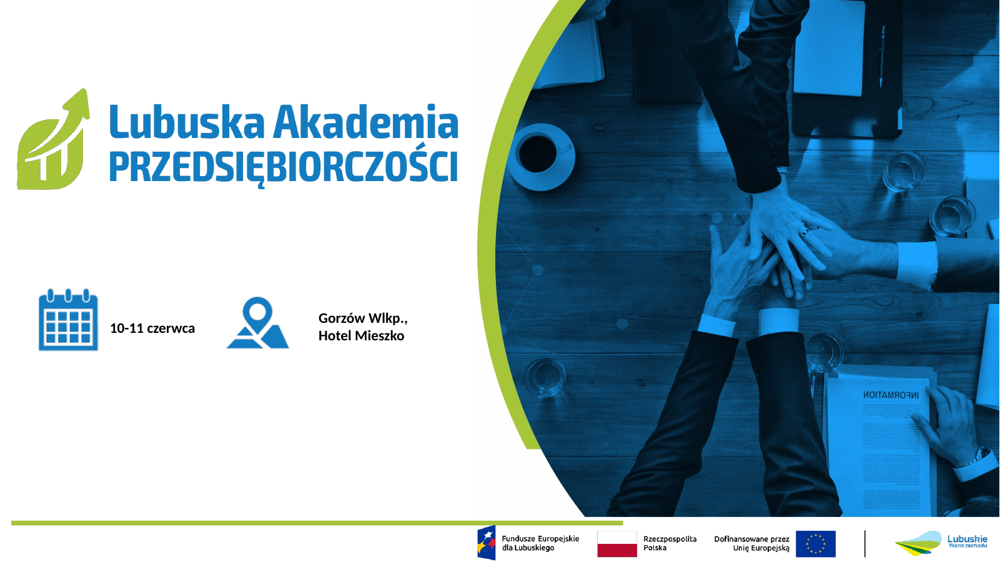 Lubuska Akademia
PRZEDSIĘBIORCZOŚCI
10-11 czerwca
Gorzów Wlkp.,
Hotel Mieszko
INFORMATION
Fundusze Europejskie
dla Lubuskiego
Rzeczpospolita
Polska
Dofinansowane przez
Unię Europejską
Lubuskie
Warte zachodu